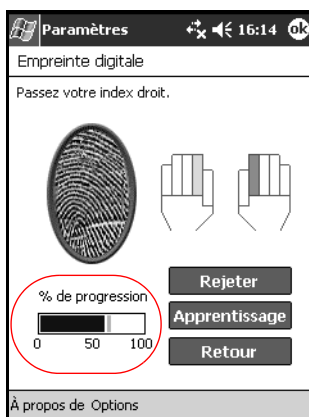 Paramètres 16:14 ok
Empreinte digitale
Passez votre index droit.
% de progression
0 50 100
Rejeter
Apprentissage
Retour
À propos de Options